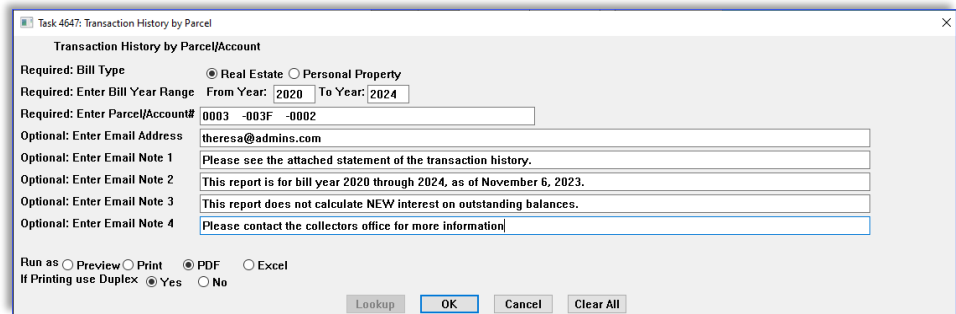 Task 4647: Transaction History by Parcel
Transaction History by Parcel/Account
Required: Bill Type Real Estate Personal Property
Required: Enter Bill Year Range From Year: 2020 To Year: 2024
Required: Enter Parcel/Account# 0003 -003F -0002
Optional: Enter Email Address theresa@admins.com
Optional: Enter Email Note 1 Please see the attached statement of the transaction history.
Optional: Enter Email Note 2 This report is for bill year 2020 through 2024, as of November 6, 2023.
Optional: Enter Email Note 3 This report does not calculate NEW interest on outstanding balances.
Optional: Enter Email Note 4 Please contact the collectors office for more information
Run as Preview Print PDF Excel
If Printing use Duplex Yes No
Lookup OK Cancel Clear All